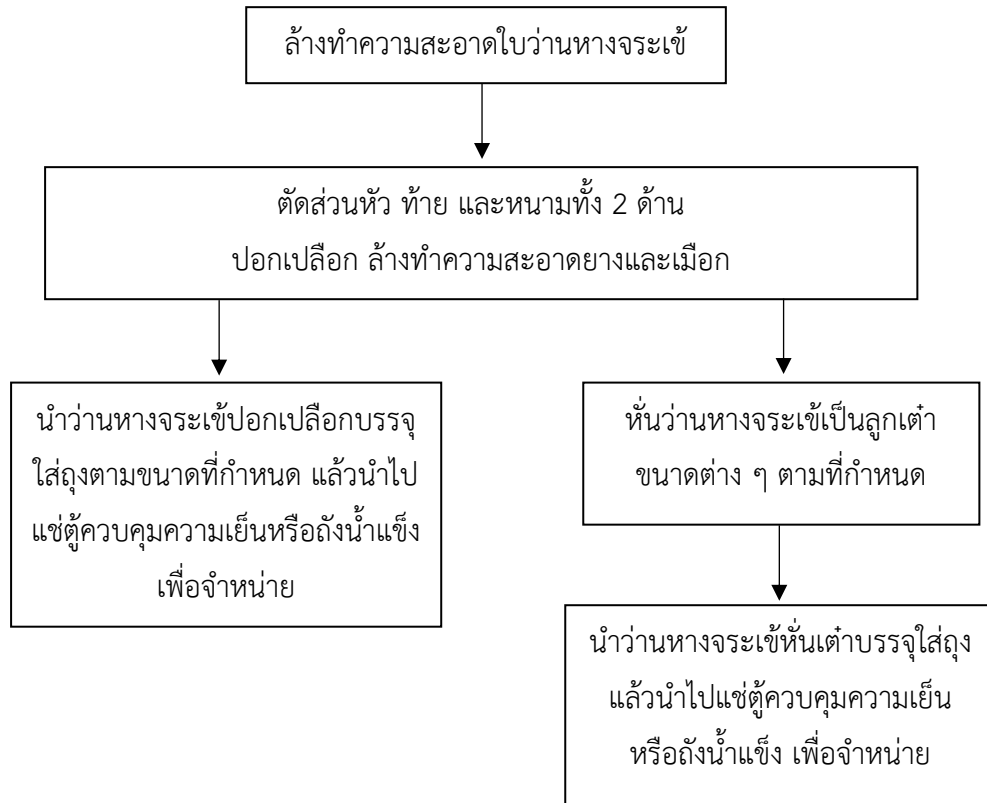 ล้างทำความสะอาดใบว่านหางจระเข้
ตัดส่วนหัว ท้าย และหนามทั้ง 2 ด้าน
ปอกเปลือก ล้างทำความสะอาดยางและเมือก
นำว่านหางจระเข้ปอกเปลือกบรรจุ
ใส่ถุงตามขนาดที่กำหนด แล้วนำไป
แช่ตู้ควบคุมความเย็นหรือถังน้ำแข็ง
เพื่อจำหน่าย
หั่นว่านหางจระเข้เป็นลูกเต๋า
ขนาดต่าง ๆ ตามที่กำหนด
นำว่านหางจระเข้หั่นเต๋าบรรจุใส่ถุง
แล้วนำไปแช่ตู้ควบคุมความเย็น
หรือถังน้ำแข็ง เพื่อจำหน่าย